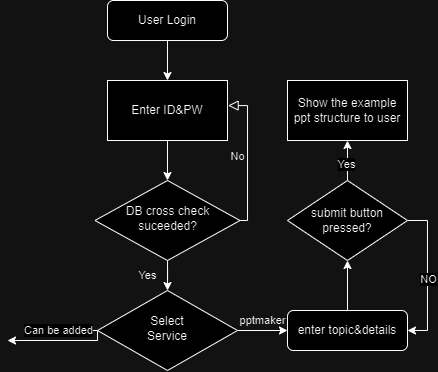 User Login
Enter ID&PW
No
DB cross check
suceeded?
Yes
Select
Service
Can be added
pptmaker
enter topic&details
submit button
pressed?
NO
Yes
Show the example
ppt structure to user